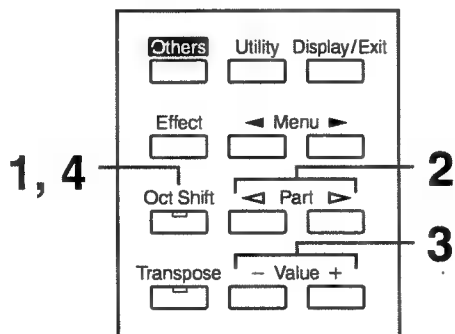 Others Utility Display/Exit
Effect ◄ Menu ►
1, 4 2
Oct Shift ◁ Part ▷
3
Transpose − Value +